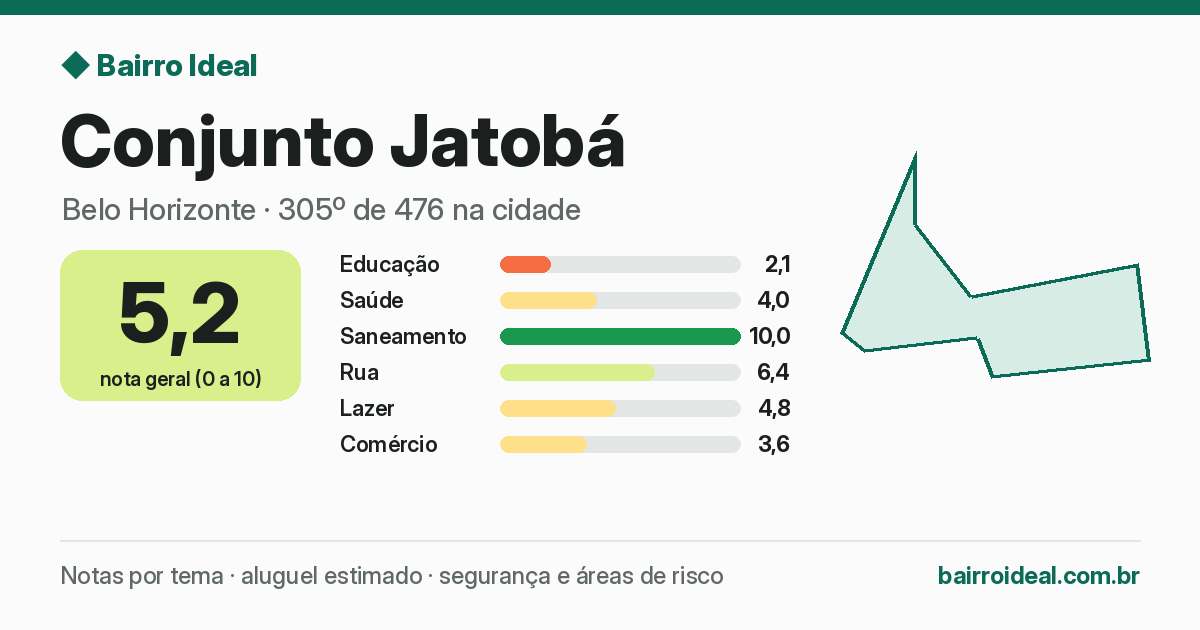 Bairro Ideal
Conjunto Jatobá
Belo Horizonte · 305º de 476 na cidade
5,2
nota geral (0 a 10)
Educação 2,1
Saúde 4,0
Saneamento 10,0
Rua 6,4
Lazer 4,8
Comércio 3,6
Notas por tema · aluguel estimado · segurança e áreas de risco
bairroideal.com.br